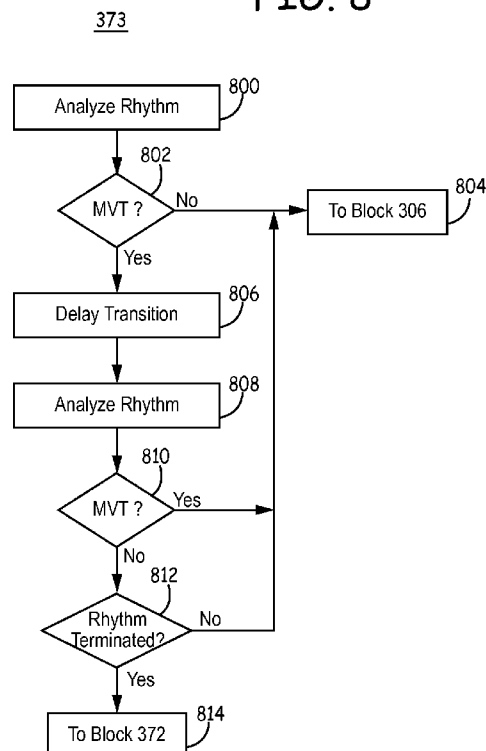 FIG. 8
373
Analyze Rhythm
800
MVT ?
802
No
To Block 306
804
Yes
Delay Transition
806
Analyze Rhythm
808
MVT ?
810
Yes
No
Rhythm
Terminated?
812
No
Yes
To Block 372
814